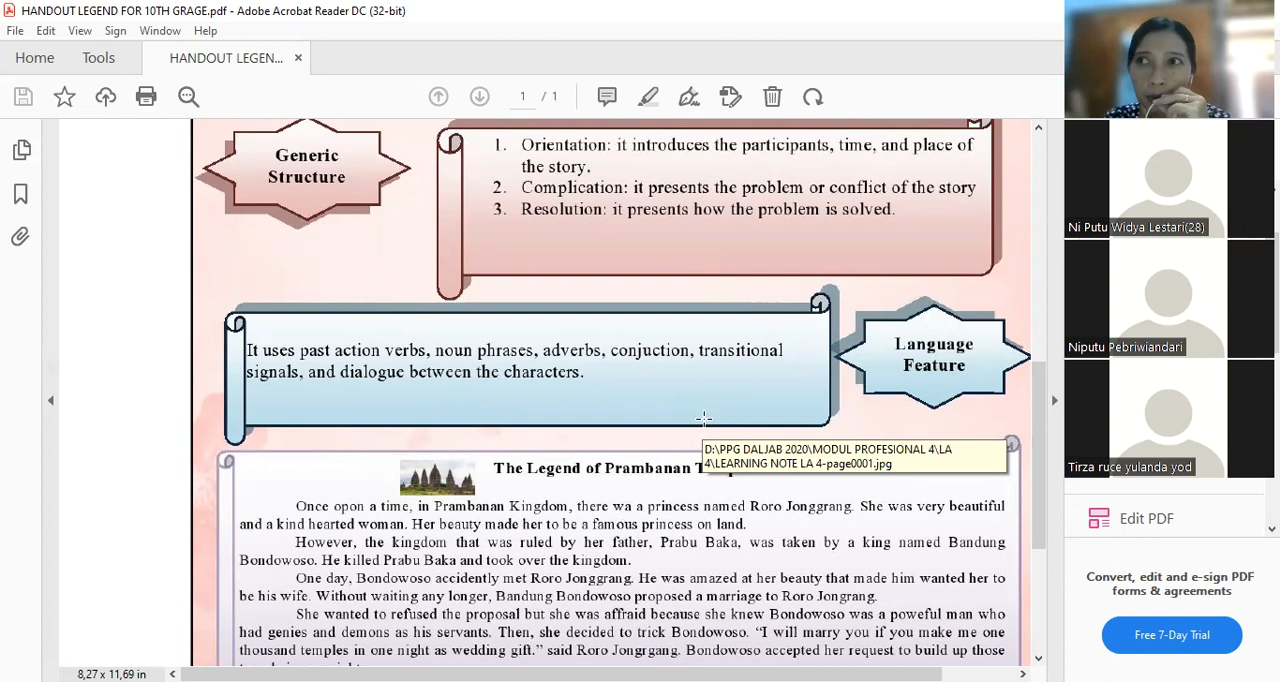 HANDOUT LEGEND FOR 10TH GRAGE.pdf - Adobe Acrobat Reader DC (32-bit)
File Edit View Sign Window Help
Home Tools HANDOUT LEGEN... ×
1 / 1
Generic
Structure
1. Orientation: it introduces the participants, time, and place of
the story.
2. Complication: it presents the problem or conflict of the story
3. Resolution: it presents how the problem is solved.
It uses past action verbs, noun phrases, adverbs, conjuction, transitional
signals, and dialogue between the characters.
Language
Feature
D:\PPG DALJAB 2020\MODUL PROFESIONAL 4\LA
4\LEARNING NOTE LA 4-page0001.jpg
The Legend of Prambanan
Once opon a time, in Prambanan Kingdom, there wa a princess named Roro Jonggrang. She was very beautiful
and a kind hearted woman. Her beauty made her to be a famous princess on land.
However, the kingdom that was ruled by her father, Prabu Baka, was taken by a king named Bandung
Bondowoso. He killed Prabu Baka and took over the kingdom.
One day, Bondowoso accidently met Roro Jonggrang. He was amazed at her beauty that made him wanted her to
be his wife. Without waiting any longer, Bandung Bondowoso proposed a marriage to Roro Jongrang.
She wanted to refused the proposal but she was affraid because she knew Bondowoso was a poweful man who
had genies and demons as his servants. Then, she decided to trick Bondowoso. “I will marry you if you make me one
thousand temples in one night as wedding gift.” said Roro Jongrgang. Bondowoso accepted her request to build up those
8,27 x 11,69 in
Ni Putu Widya Lestari(28)
Niputu Pebriwiandari
Tirza ruce yulanda yod
Edit PDF
Convert, edit and e-sign PDF
forms & agreements
Free 7-Day Trial